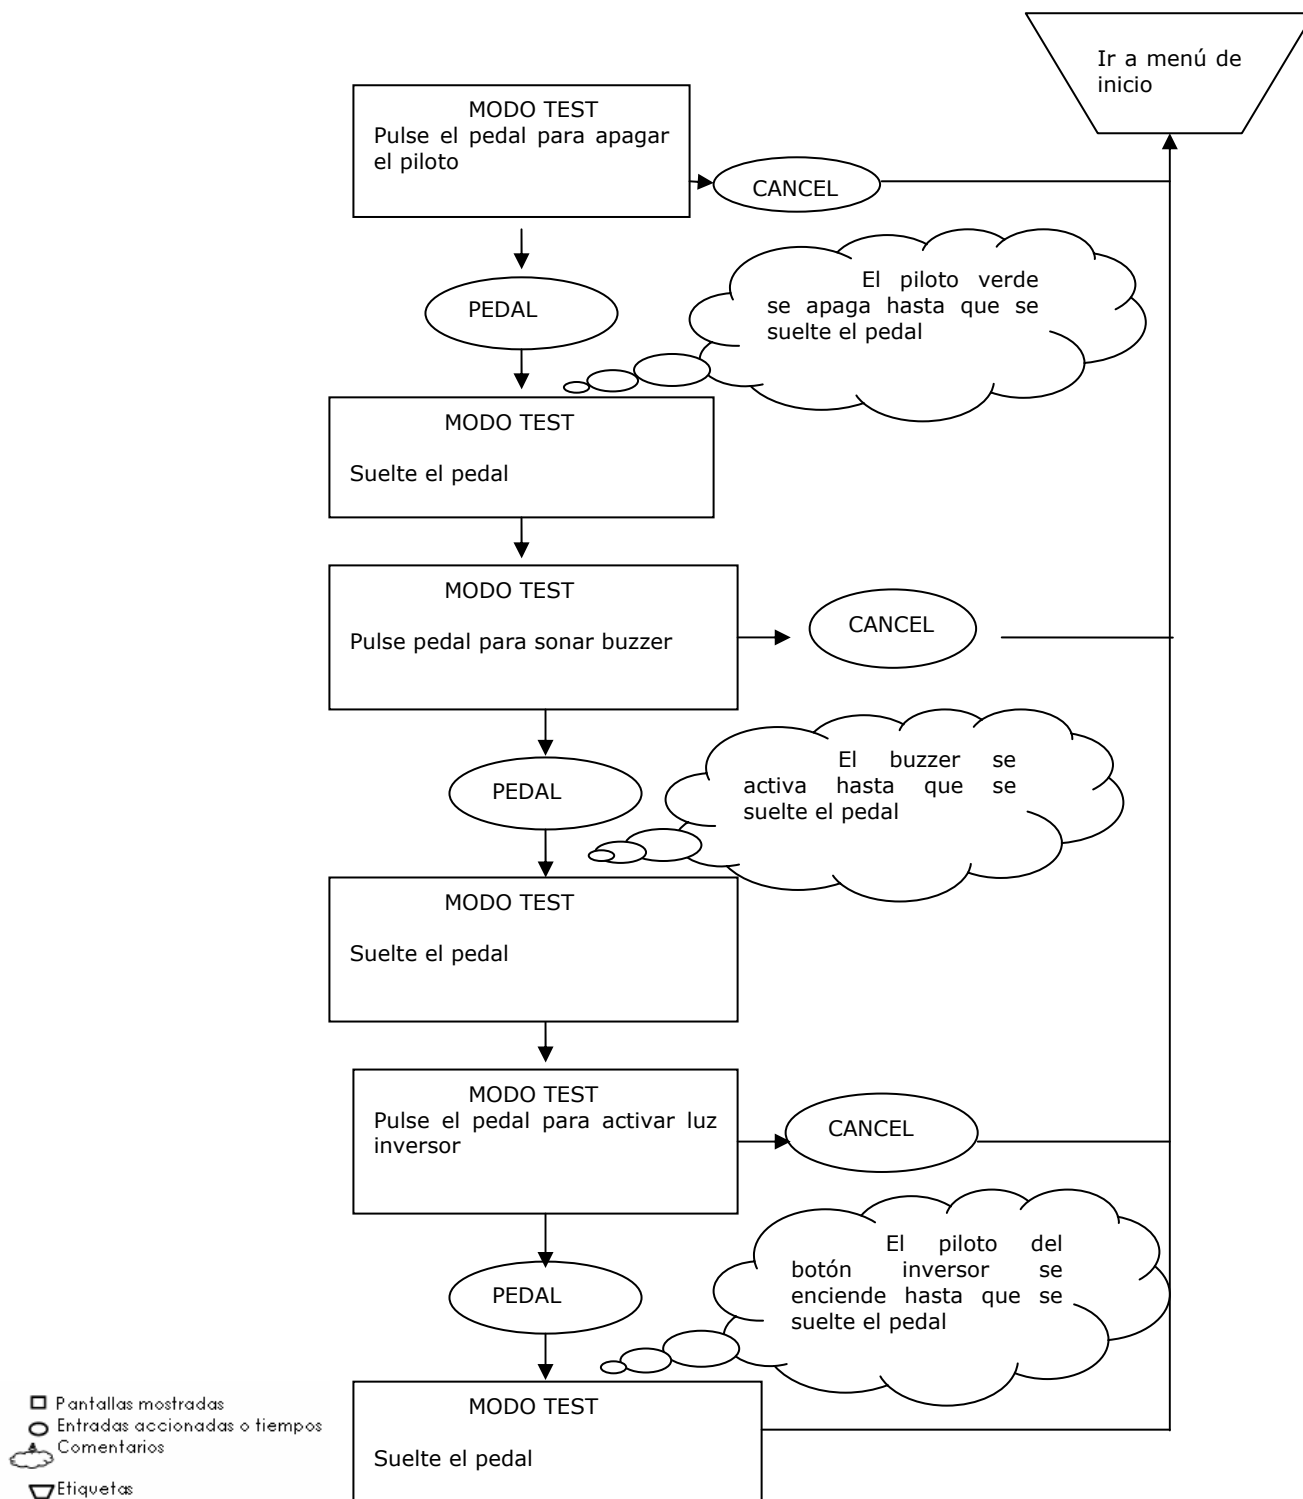 Ir a menú de
inicio
MODO TEST
Pulse el pedal para apagar
el piloto
CANCEL
PEDAL
El piloto verde
se apaga hasta que se
suelte el pedal
MODO TEST
Suelte el pedal
MODO TEST
Pulse pedal para sonar buzzer
CANCEL
PEDAL
El buzzer se
activa hasta que se
suelte el pedal
MODO TEST
Suelte el pedal
MODO TEST
Pulse el pedal para activar luz
inversor
CANCEL
PEDAL
El piloto del
botón inversor se
enciende hasta que se
suelte el pedal
MODO TEST
Suelte el pedal
Pantallas mostradas
Entradas accionadas o tiempos
Comentarios
Etiquetas